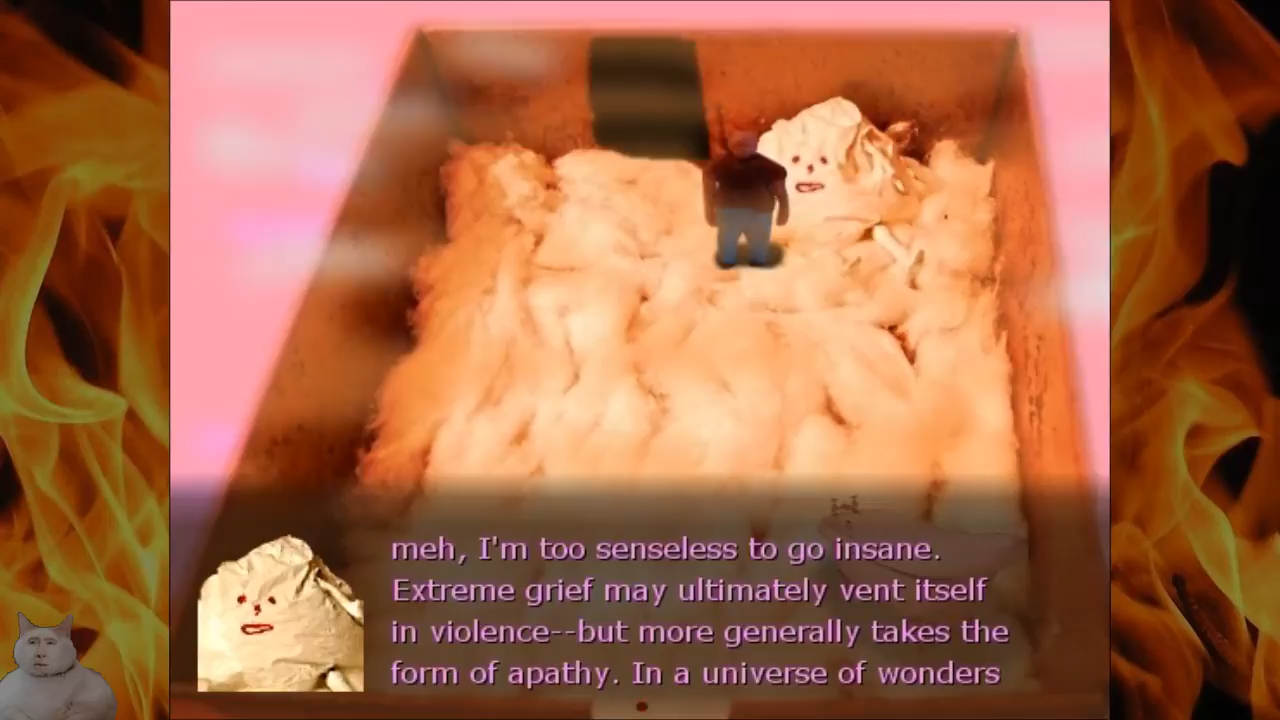 meh, I'm too senseless to go insane.
Extreme grief may ultimately vent itself
in violence--but more generally takes the
form of apathy. In a universe of wonders